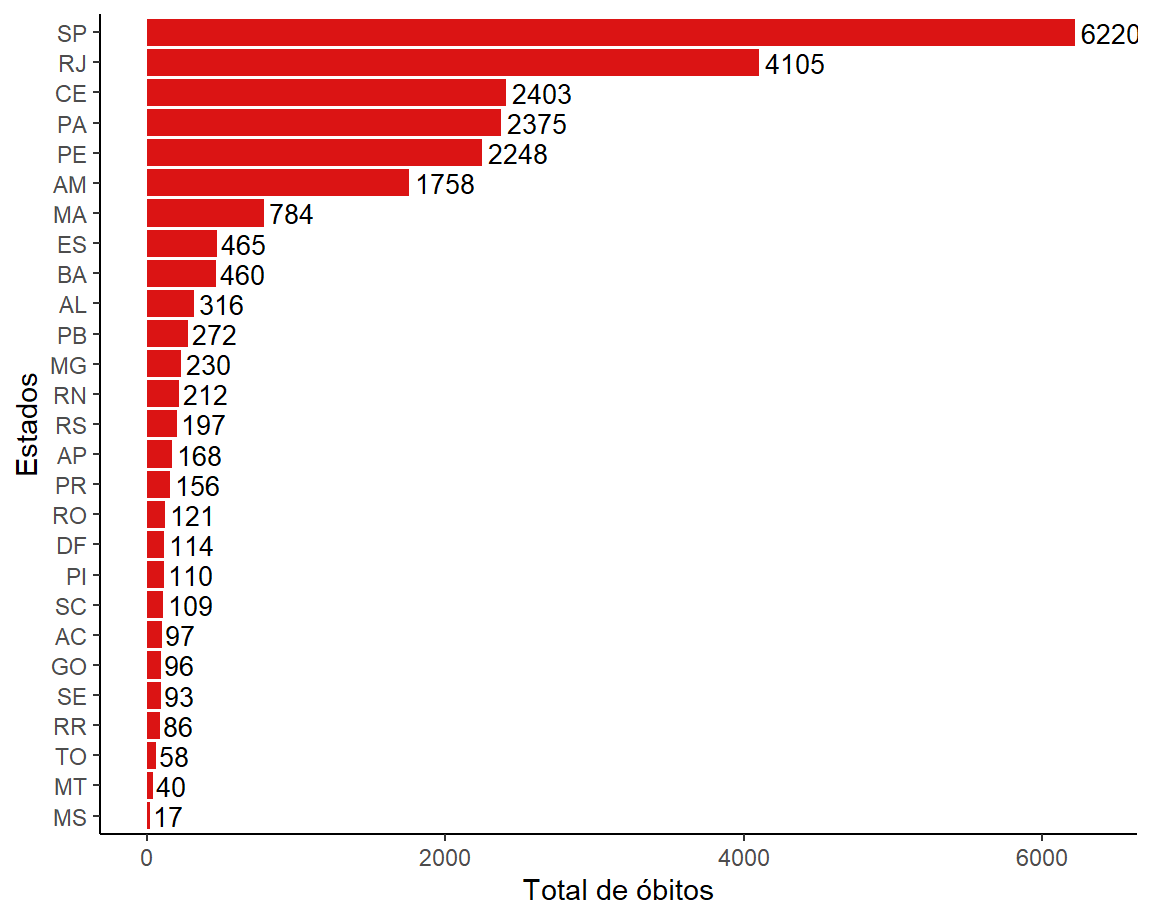 SP 6220
RJ 4105
CE 2403
PA 2375
PE 2248
AM 1758
MA 784
ES 465
BA 460
AL 316
PB 272
MG 230
RN 212
RS 197
AP 168
PR 156
RO 121
DF 114
PI 110
SC 109
AC 97
GO 96
SE 93
RR 86
TO 58
MT 40
MS 17
Estados
0 2000 4000 6000
Total de óbitos